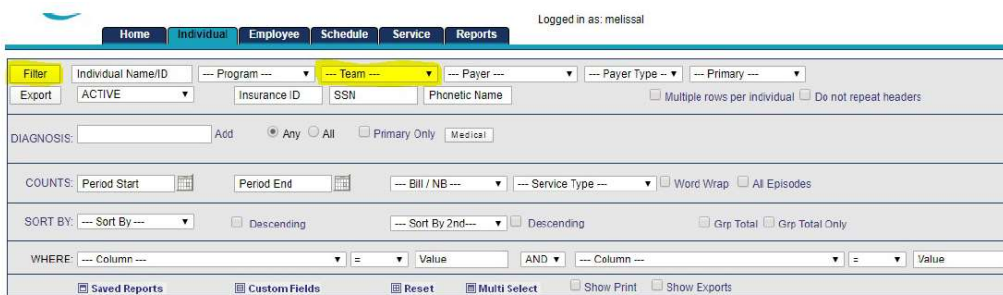 Logged in as: melissal
Home Individual Employee Schedule Service Reports
Filter Individual Name/ID --- Program --- --- Team --- --- Payer --- --- Payer Type -- --- Primary ---
Export ACTIVE Insurance ID SSN Phonetic Name Multiple rows per individual Do not repeat headers
DIAGNOSIS: Add Any All Primary Only Medical
COUNTS: Period Start Period End --- Bill / NB --- --- Service Type --- Word Wrap All Episodes
SORT BY: --- Sort By --- Descending --- Sort By 2nd--- Descending Grp Total Grp Total Only
WHERE: --- Column --- = Value AND --- Column --- = Value
Saved Reports Custom Fields Reset Multi Select Show Print Show Exports